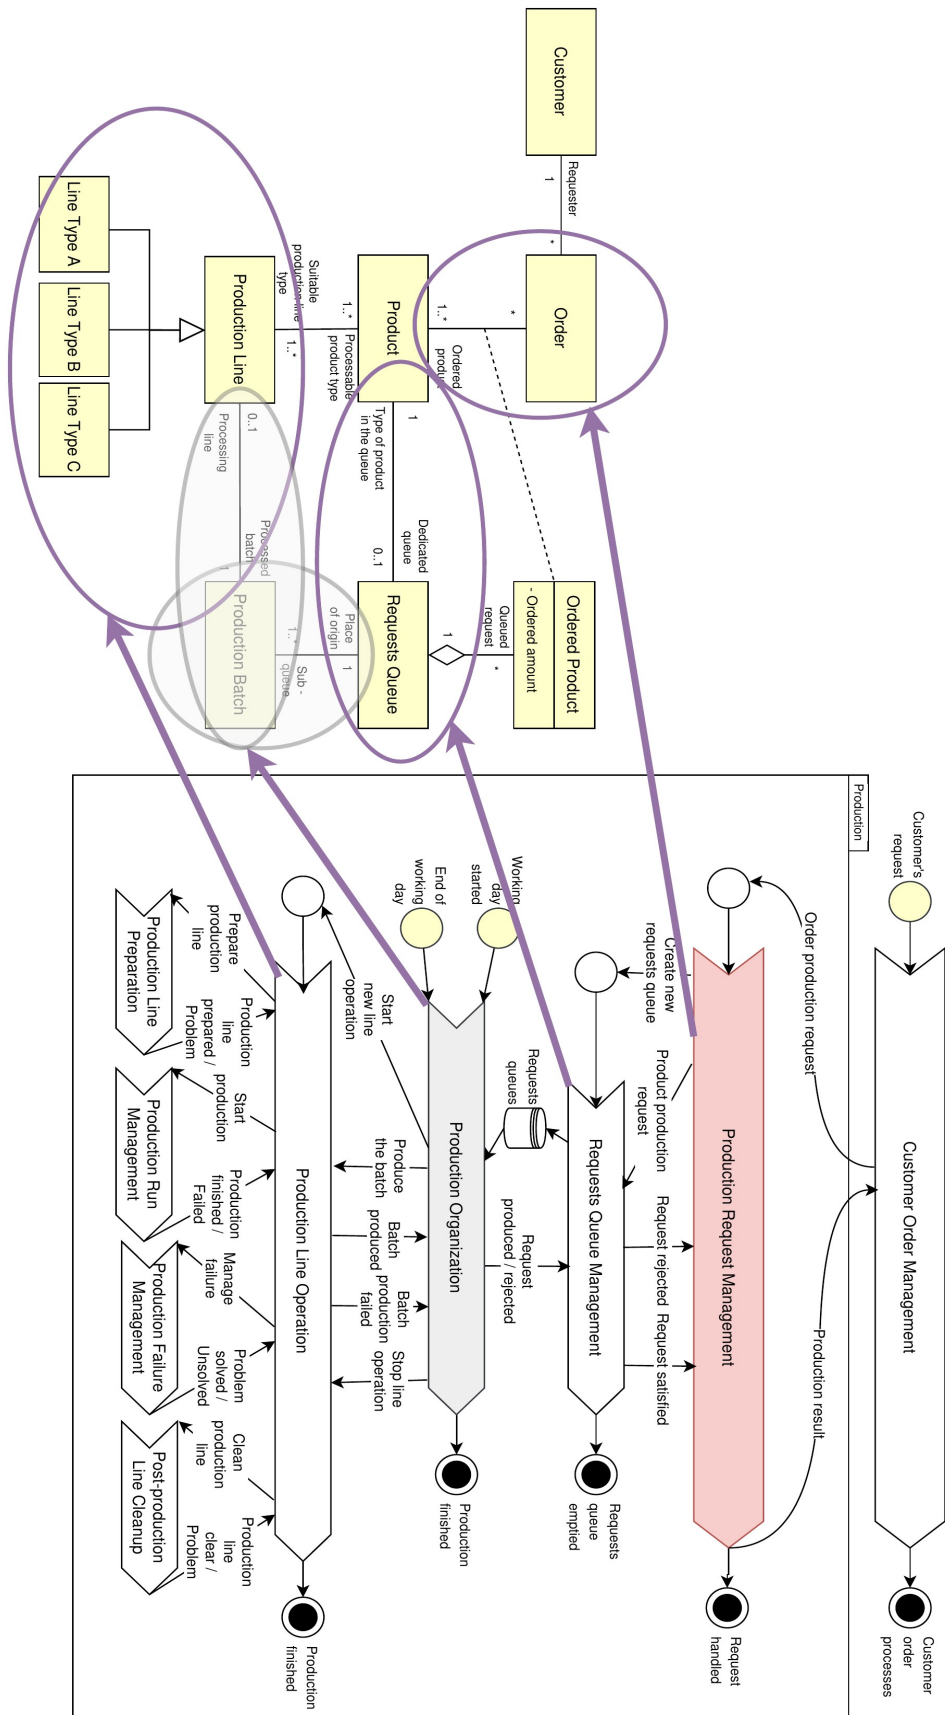 Customer
Requester
1
*
Order
*
1..*
Ordered
product
Product
Suitable
production line
type
1..*
1..*
Processable
product type
Production Line
Line Type A
Line Type B
Line Type C
0..1
Processing
line
Processed
batch
1
Production Batch
1
Type of product
in the queue
Dedicated
queue
0..1
Requests Queue
Place
of origin
1
1..*
Sub -
queue
1
Queued
request
*
Ordered Product
- Ordered amount
Production
Customer's
request
Customer Order Management
Customer
order
processes
Order production request
Production result
Production Request Management
Request
handled
Create new
requests queue
Product production
request
Request rejected
Request satisfied
Requests Queue Management
Requests
queue
emptied
Working
day
started
End of
working
day
Requests
queues
Request
produced / rejected
Production Organization
Production
finished
Start
new line
operation
Produce
the batch
Batch
produced
Batch
production
failed
Stop line
operation
Production Line Operation
Production
finished
Prepare
production
line
Production
line
prepared /
Problem
Start
production
Production
finished /
Failed
Manage
failure
Problem
solved /
Unsolved
Clean
production
line
Production
line
clear /
Problem
Production Line
Preparation
Production Run
Management
Production Failure
Management
Post-production
Line Cleanup